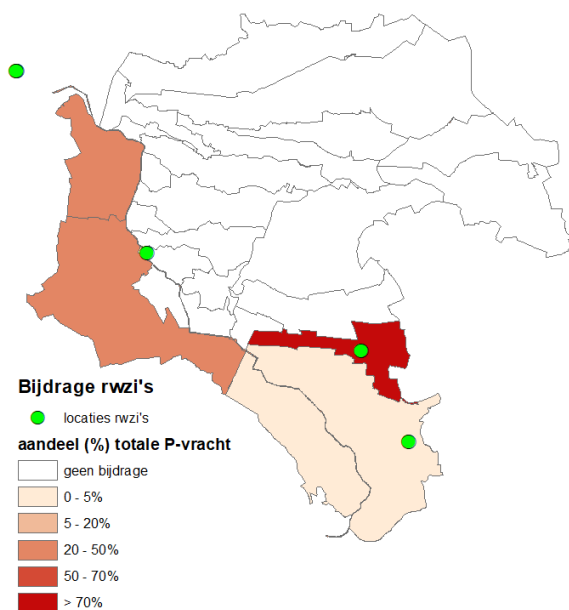 Bijdrage rwzi's
locaties rwzi's
aandeel (%) totale P-vracht
geen bijdrage
0 - 5%
5 - 20%
20 - 50%
50 - 70%
> 70%